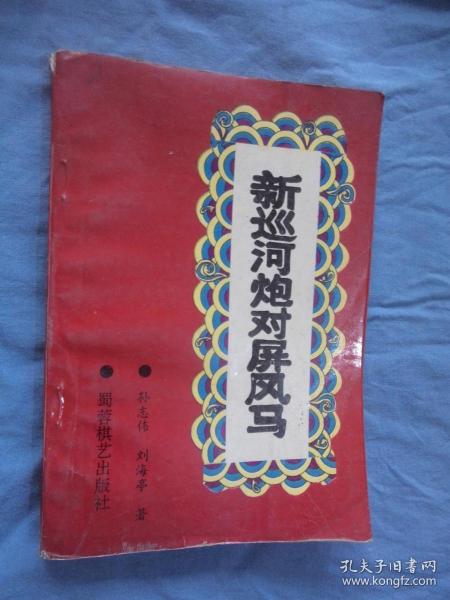 新巡河炮对屏风马
孙志伟 刘海亭 著
蜀蓉棋艺出版社
孔夫子旧书网
www.kongfz.com